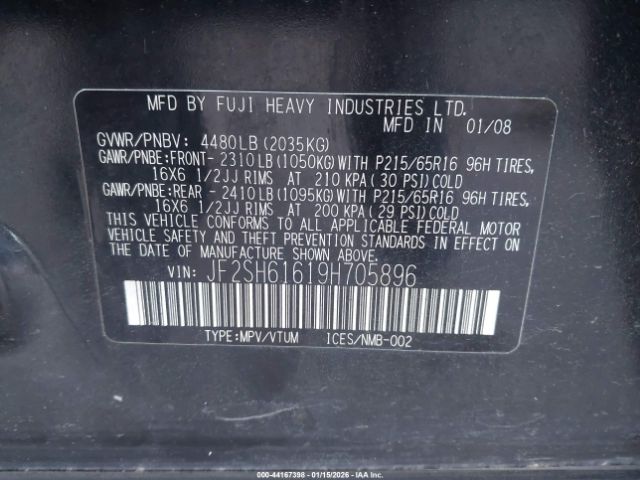 MFD BY FUJI HEAVY INDUSTRIES LTD.
MFD IN 01/08
GVWR/PNBV: 4480LB(2035KG)
GAWR/PNBE:FRONT- 2310LB(1050KG)WITH P215/65R16 96H TIRES,
16X6 1/2JJ RIMS AT 210 KPA(30 PSI)COLD
GAWR/PNBE:REAR - 2410LB(1095KG)WITH P215/65R16 96H TIRES,
16X6 1/2JJ RIMS AT 200 KPA(29 PSI)COLD
THIS VEHICLE CONFORMS TO ALL APPLICABLE FEDERAL MOTOR
VEHICLE SAFETY AND THEFT PREVENTION STANDARDS IN EFFECT ON
THE DATE OF MANUFACTURE SHOWN ABOVE.
VIN: JF2SH61619H705896
TYPE:MPV/VTUM ICES/NMB-002
000-44167398 - 01/15/2026 - IAA Inc.